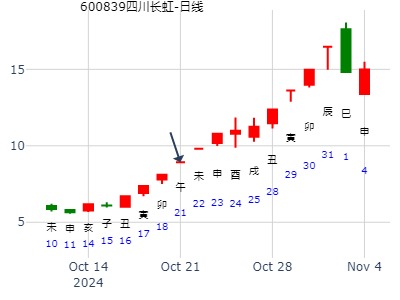 600839四川长虹-日线
15
10
5
未 申 亥 子 丑 寅 卯 午 未 申 酉 戌 丑 寅 卯 辰 巳 申
10 11 14 15 16 17 18 21 22 23 24 25 28 29 30 31 1 4
Oct 14 Oct 21 Oct 28 Nov 4
2024